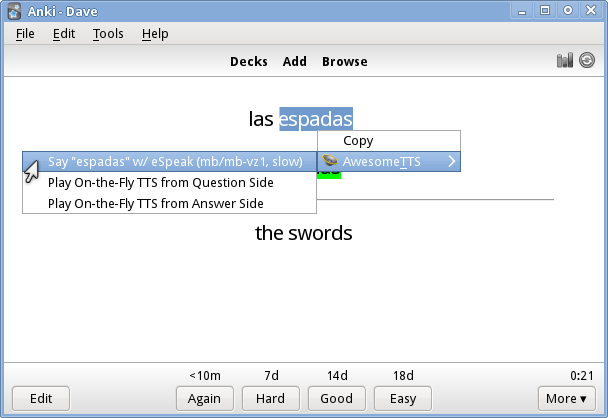 Anki - Dave
File Edit Tools Help
Decks Add Browse
las espadas
Copy
AwesomeTTS
Say "espadas" w/ eSpeak (mb/mb-vz1, slow)
Play On-the-Fly TTS from Question Side
Play On-the-Fly TTS from Answer Side
the swords
<10m 7d 14d 18d 0:21
Edit Again Hard Good Easy More ▾